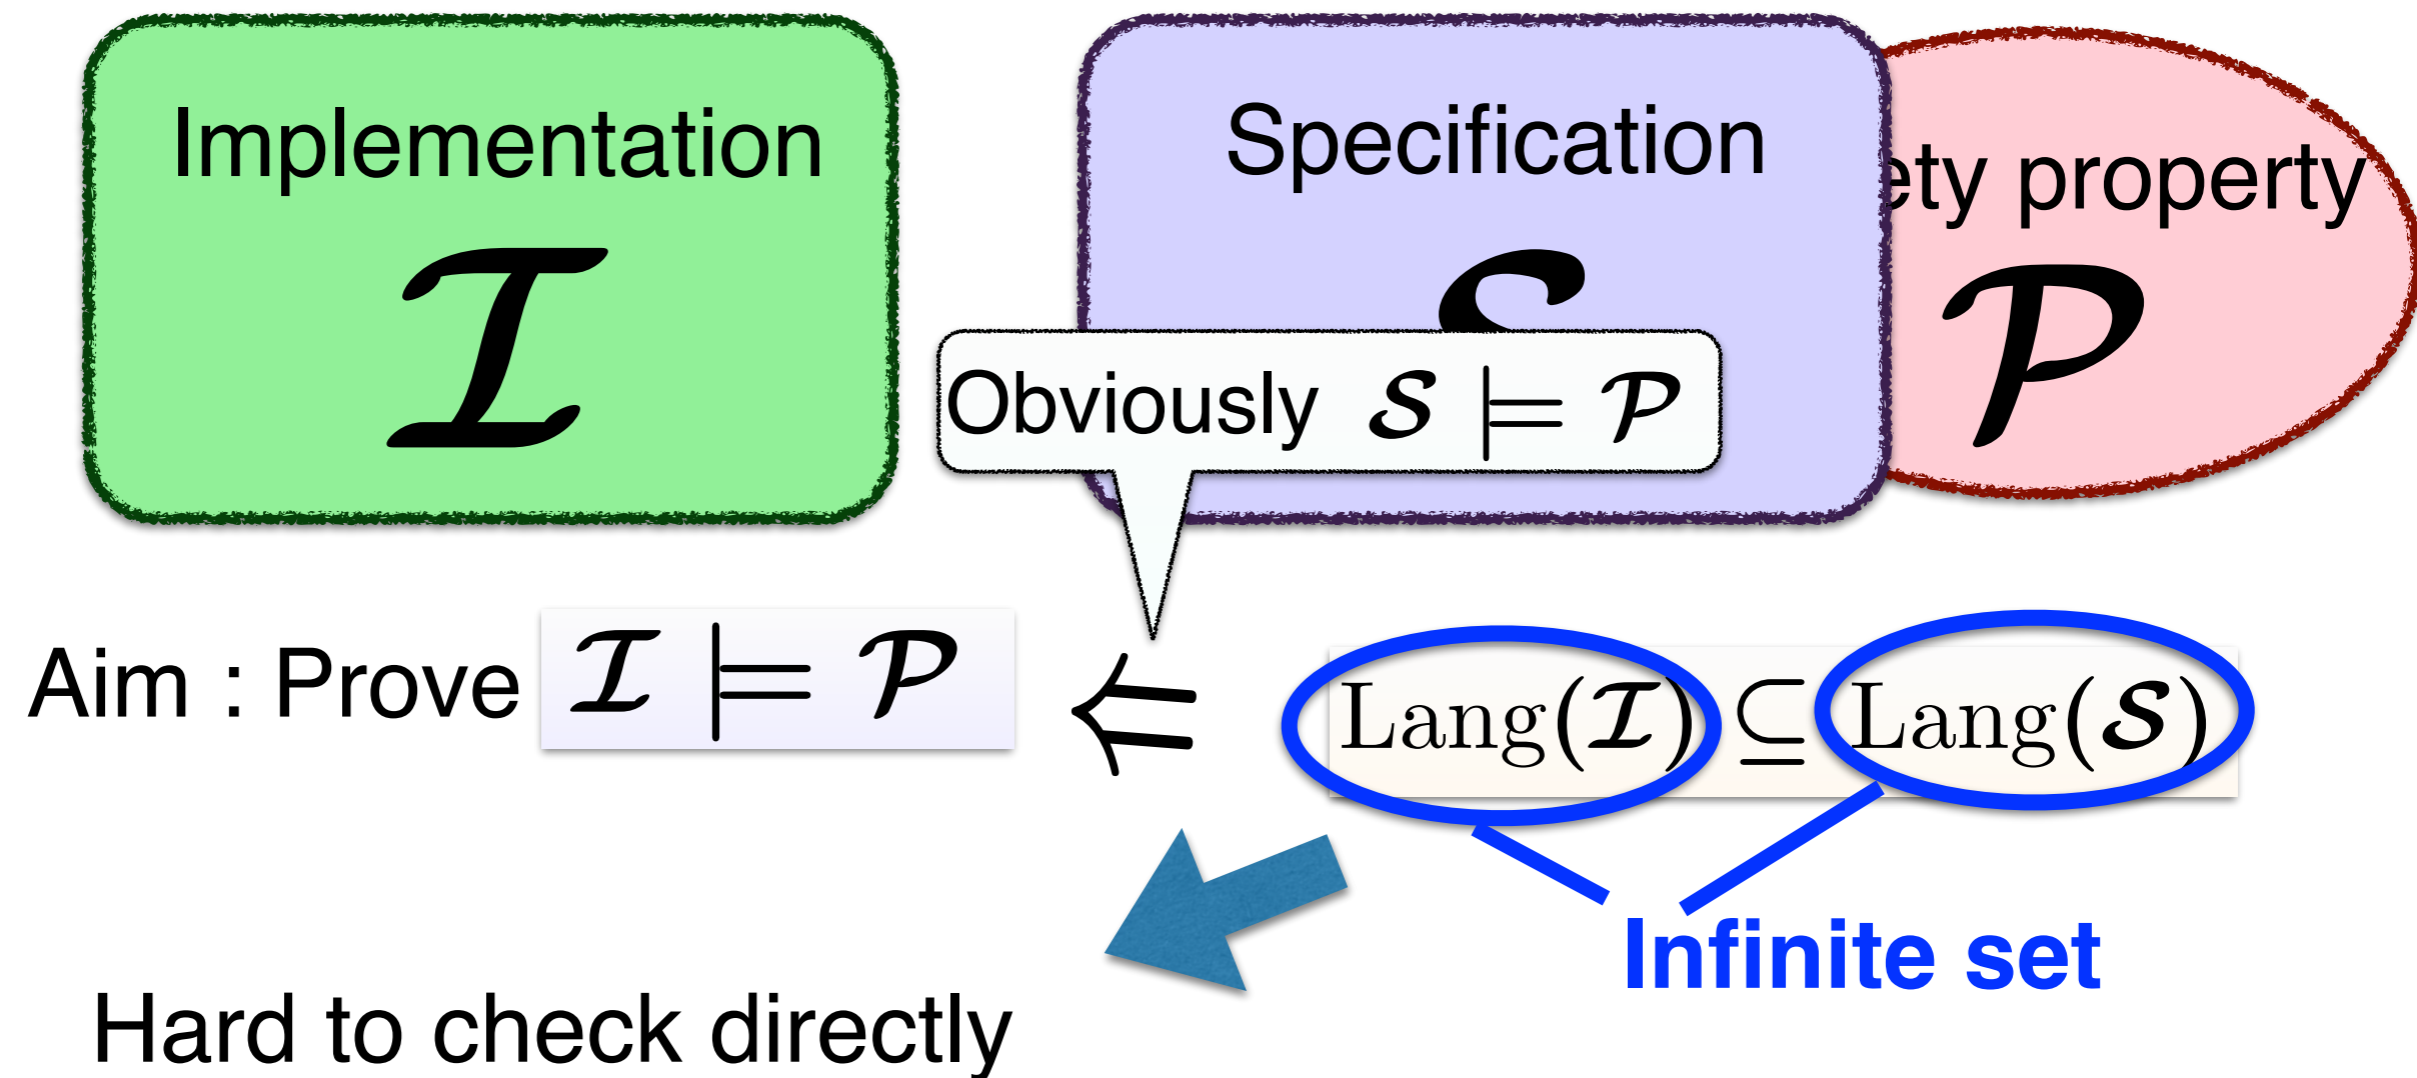 Implementation
𝓘
Specification
𝓢
ety property
𝓟
Obviously 𝓢 ⊨ 𝓟
Aim : Prove 𝓘 ⊨ 𝓟 ⇐ Lang(𝓘) ⊆ Lang(𝓢)
Infinite set
Hard to check directly